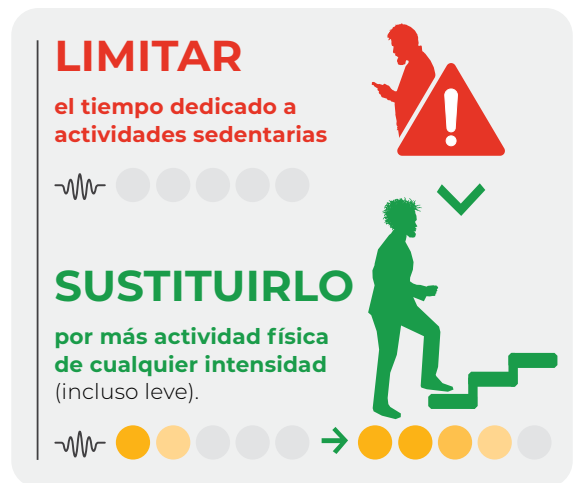 LIMITAR
el tiempo dedicado a
actividades sedentarias
SUSTITUIRLO
por más actividad física
de cualquier intensidad
(incluso leve).